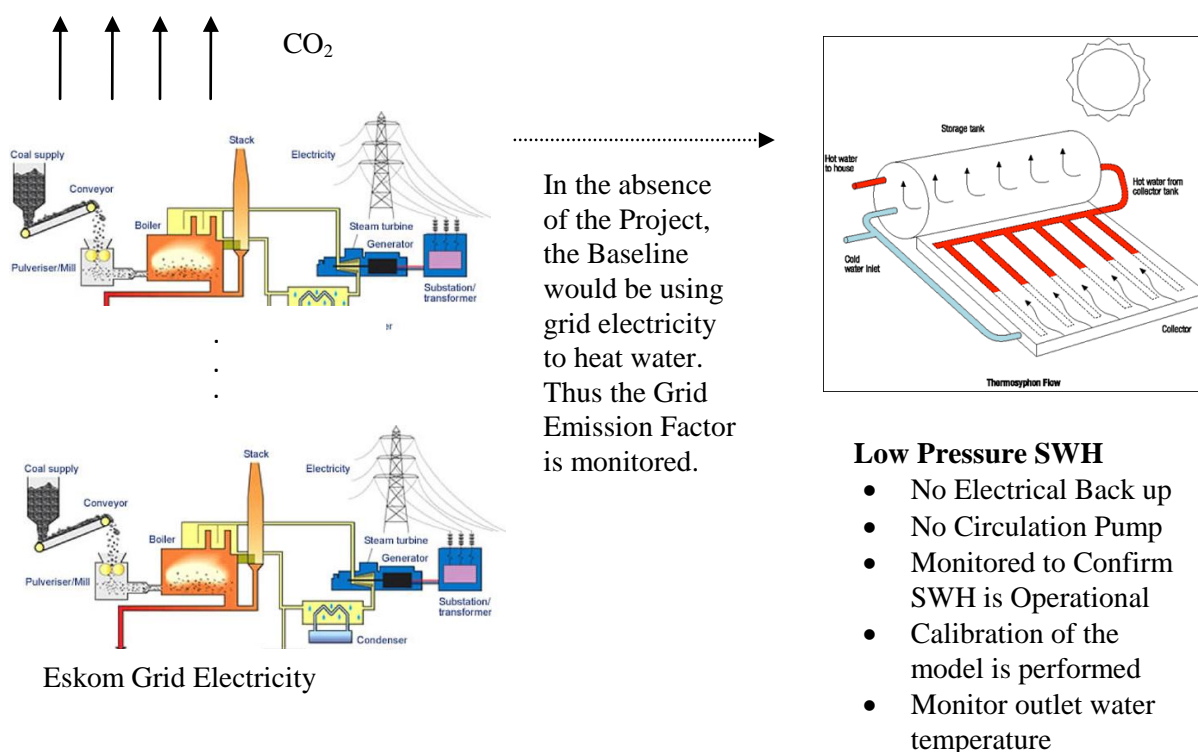 CO₂
Stack
Coal supply
Electricity
Conveyor
Boiler
Steam turbine
Generator
Pulveriser/Mill
Substation/
transformer
.
.
.
Stack
Coal supply
Electricity
Conveyor
Boiler
Steam turbine
Generator
Pulveriser/Mill
Substation/
transformer
Condenser
Eskom Grid Electricity
In the absence
of the Project,
the Baseline
would be using
grid electricity
to heat water.
Thus the Grid
Emission Factor
is monitored.
Storage tank
Hot water
to house
Hot water from
collector tank
Cold
water inlet
Collector
Thermosyphon Flow
Low Pressure SWH
• No Electrical Back up
• No Circulation Pump
• Monitored to Confirm
SWH is Operational
• Calibration of the
model is performed
• Monitor outlet water
temperature